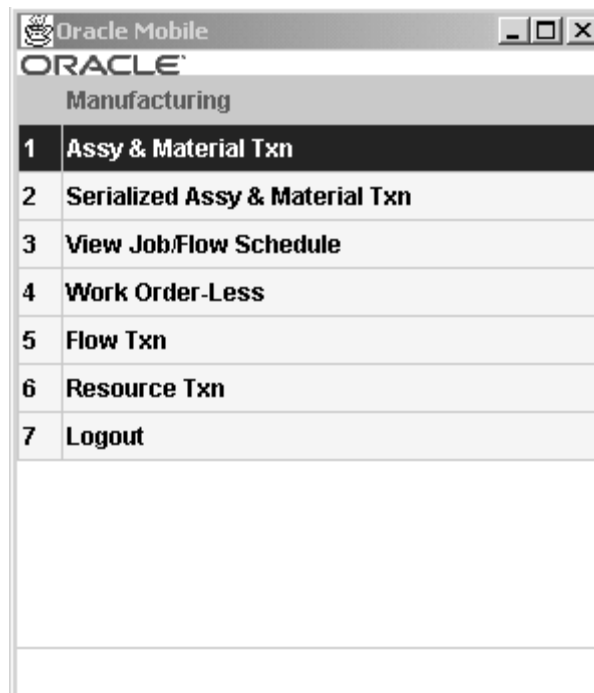 Oracle Mobile
ORACLE
Manufacturing
1 Assy & Material Txn
2 Serialized Assy & Material Txn
3 View Job/Flow Schedule
4 Work Order-Less
5 Flow Txn
6 Resource Txn
7 Logout